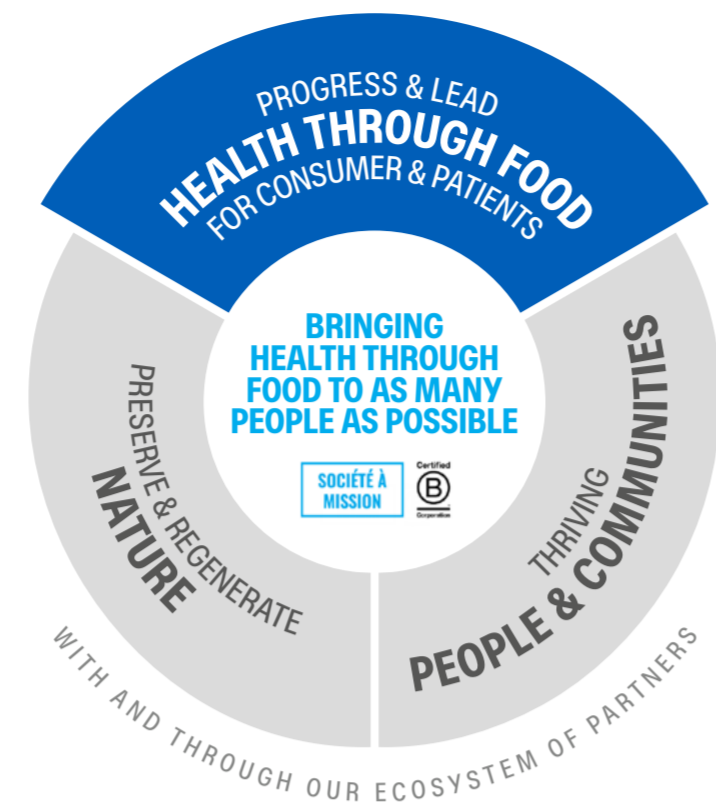 PROGRESS & LEAD
HEALTH THROUGH FOOD
FOR CONSUMER & PATIENTS
BRINGING
HEALTH THROUGH
FOOD TO AS MANY
PEOPLE AS POSSIBLE
SOCIÉTÉ À
MISSION
Certified
B
Corporation
PRESERVE & REGENERATE
NATURE
THRIVING
PEOPLE & COMMUNITIES
WITH AND THROUGH OUR ECOSYSTEM OF PARTNERS